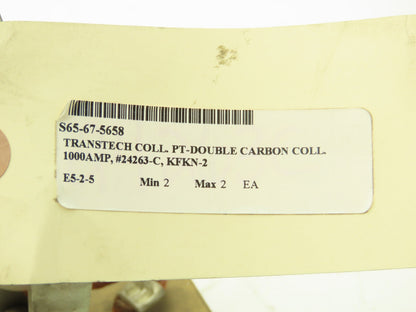 S65-67-5658
TRANSTECH COLL. PT-DOUBLE CARBON COLL.
1000AMP, #24263-C, KFKN-2
E5-2-5 Min 2 Max 2 EA